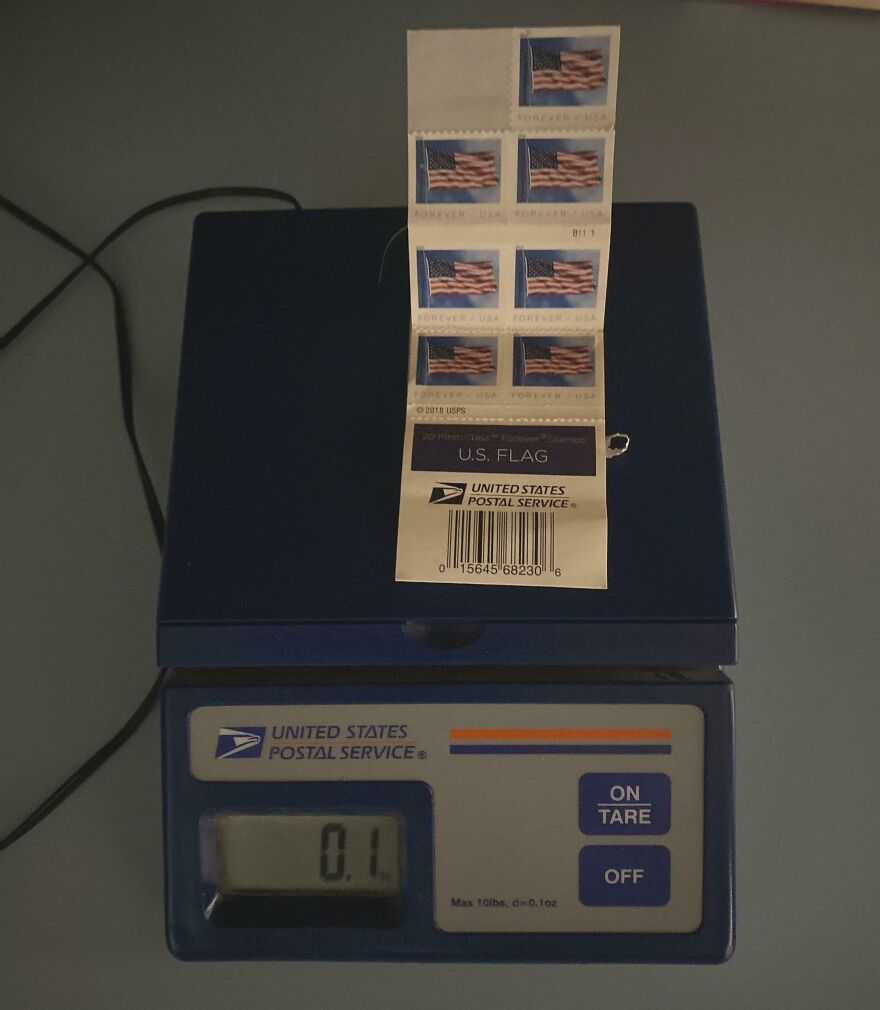 FOREVER / USA
FOREVER / USA FOREVER / USA
B11 1
FOREVER / USA FOREVER / USA
FOREVER / USA FOREVER / USA
© 2018 USPS
20 First-Class™ Forever™ Stamps
U.S. FLAG
UNITED STATES
POSTAL SERVICE®
0 15645 68230 6
UNITED STATES
POSTAL SERVICE®
ON
TARE
OFF
0.1
Max 10lbs, d=0.1oz